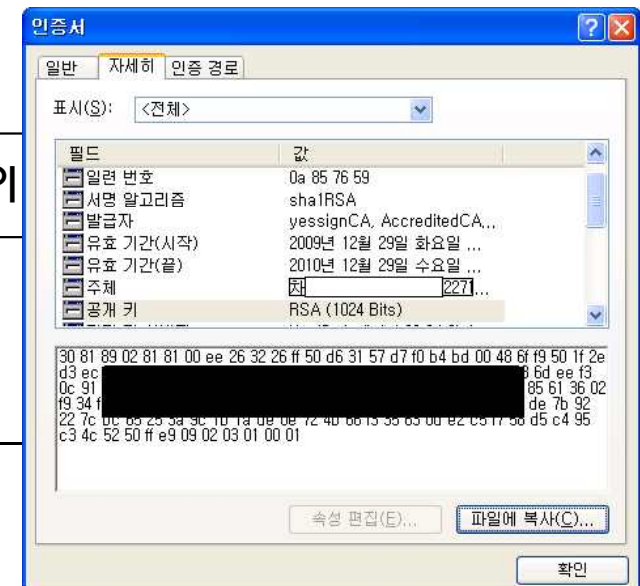 인증서
일반 자세히 인증 경로
표시(S): <전체>
필드 값
일련 번호 0a 85 76 59
서명 알고리즘 sha1RSA
발급자 yessignCA, AccreditedCA,...
유효 기간(시작) 2009년 12월 29일 화요일 ...
유효 기간(끝) 2010년 12월 29일 수요일 ...
주체 차 2271...
공개 키 RSA (1024 Bits)
30 81 89 02 81 81 00 ee 26 32 26 ff 50 d6 31 57 d7 f0 b4 bd 00 48 6f f9 50 1f 2e
d3 ec 6d ee f3
0c 91 85 61 36 02
f9 34 de 7b 92
22 7c d5 c4 95
c3 4c 52 50 ff e9 09 02 03 01 00 01
속성 편집(E)... 파일에 복사(C)...
확인